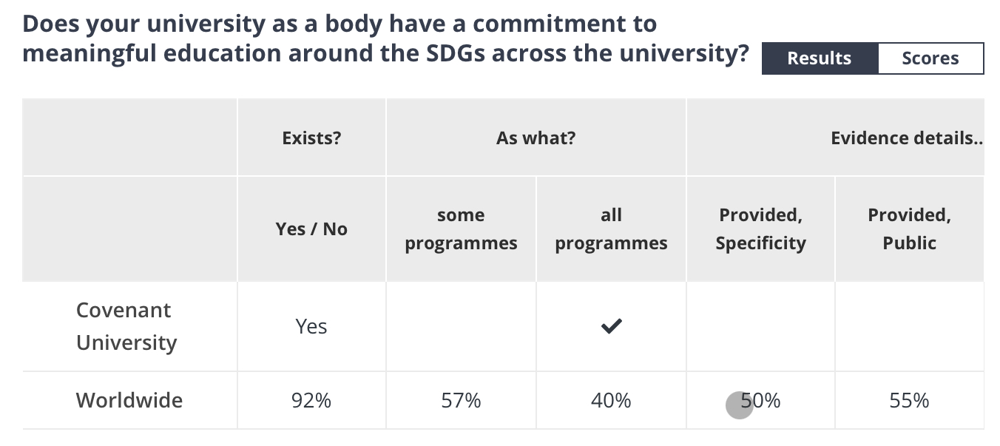 Does your university as a body have a commitment to
meaningful education around the SDGs across the university?
Results Scores
Exists? As what? Evidence details..
Yes / No some programmes all programmes Provided, Specificity Provided, Public
Covenant
University
Yes
Worldwide 92% 57% 40% 50% 55%